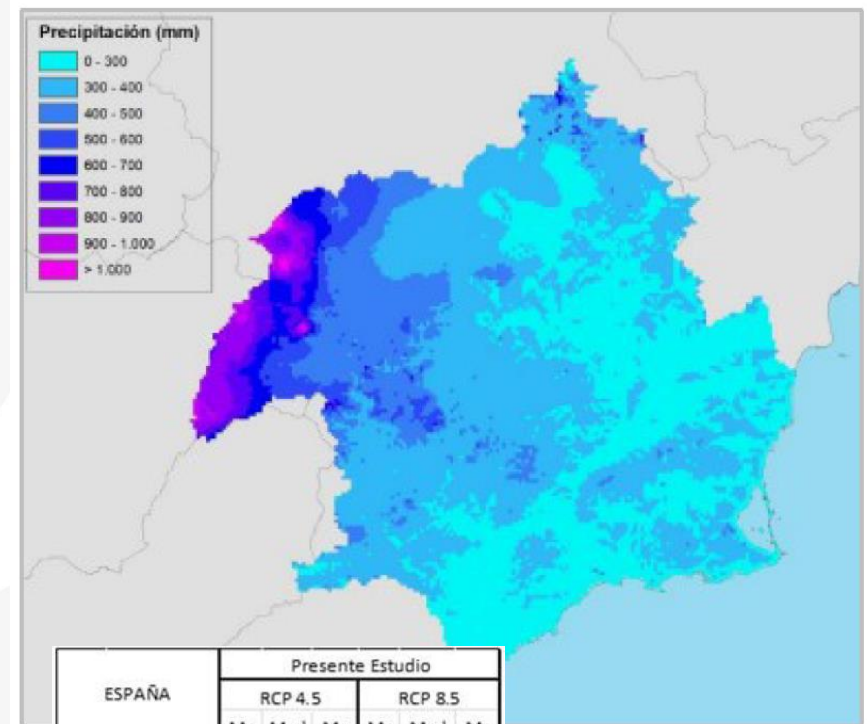 Precipitación (mm)
0 - 300
300 - 400
400 - 500
500 - 600
600 - 700
700 - 800
800 - 900
900 - 1.000
> 1.000
Presente Estudio
ESPAÑA
RCP 4.5 RCP 8.5